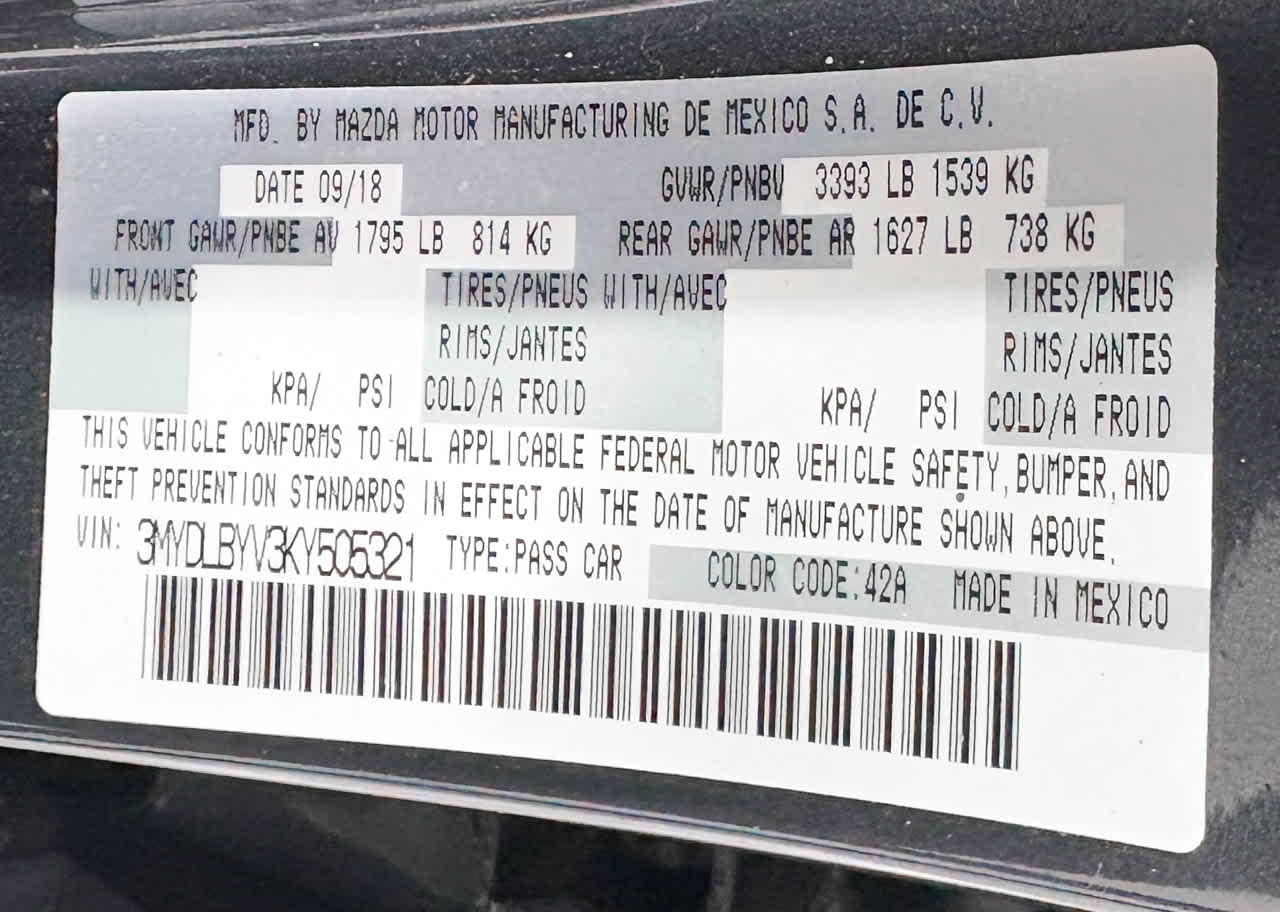 MFD. BY MAZDA MOTOR MANUFACTURING DE MEXICO S.A. DE C.V.
DATE 09/18 GVWR/PNBV 3393 LB 1539 KG
FRONT GAWR/PNBE AV 1795 LB 814 KG REAR GAWR/PNBE AR 1627 LB 738 KG
WITH/AVEC TIRES/PNEUS WITH/AVEC TIRES/PNEUS
RIMS/JANTES RIMS/JANTES
KPA/ PSI COLD/A FROID KPA/ PSI COLD/A FROID
THIS VEHICLE CONFORMS TO ALL APPLICABLE FEDERAL MOTOR VEHICLE SAFETY, BUMPER, AND
THEFT PREVENTION STANDARDS IN EFFECT ON THE DATE OF MANUFACTURE SHOWN ABOVE.
VIN: 3MYDLBYV3KY505321 TYPE:PASS CAR COLOR CODE:42A MADE IN MEXICO